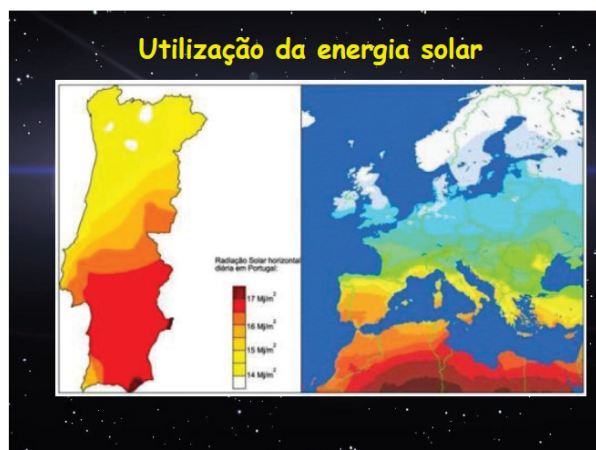 Utilização da energia solar
Radiação Solar horizontal
diária em Portugal:
17 Mj/m²
16 Mj/m²
15 Mj/m²
14 Mj/m²